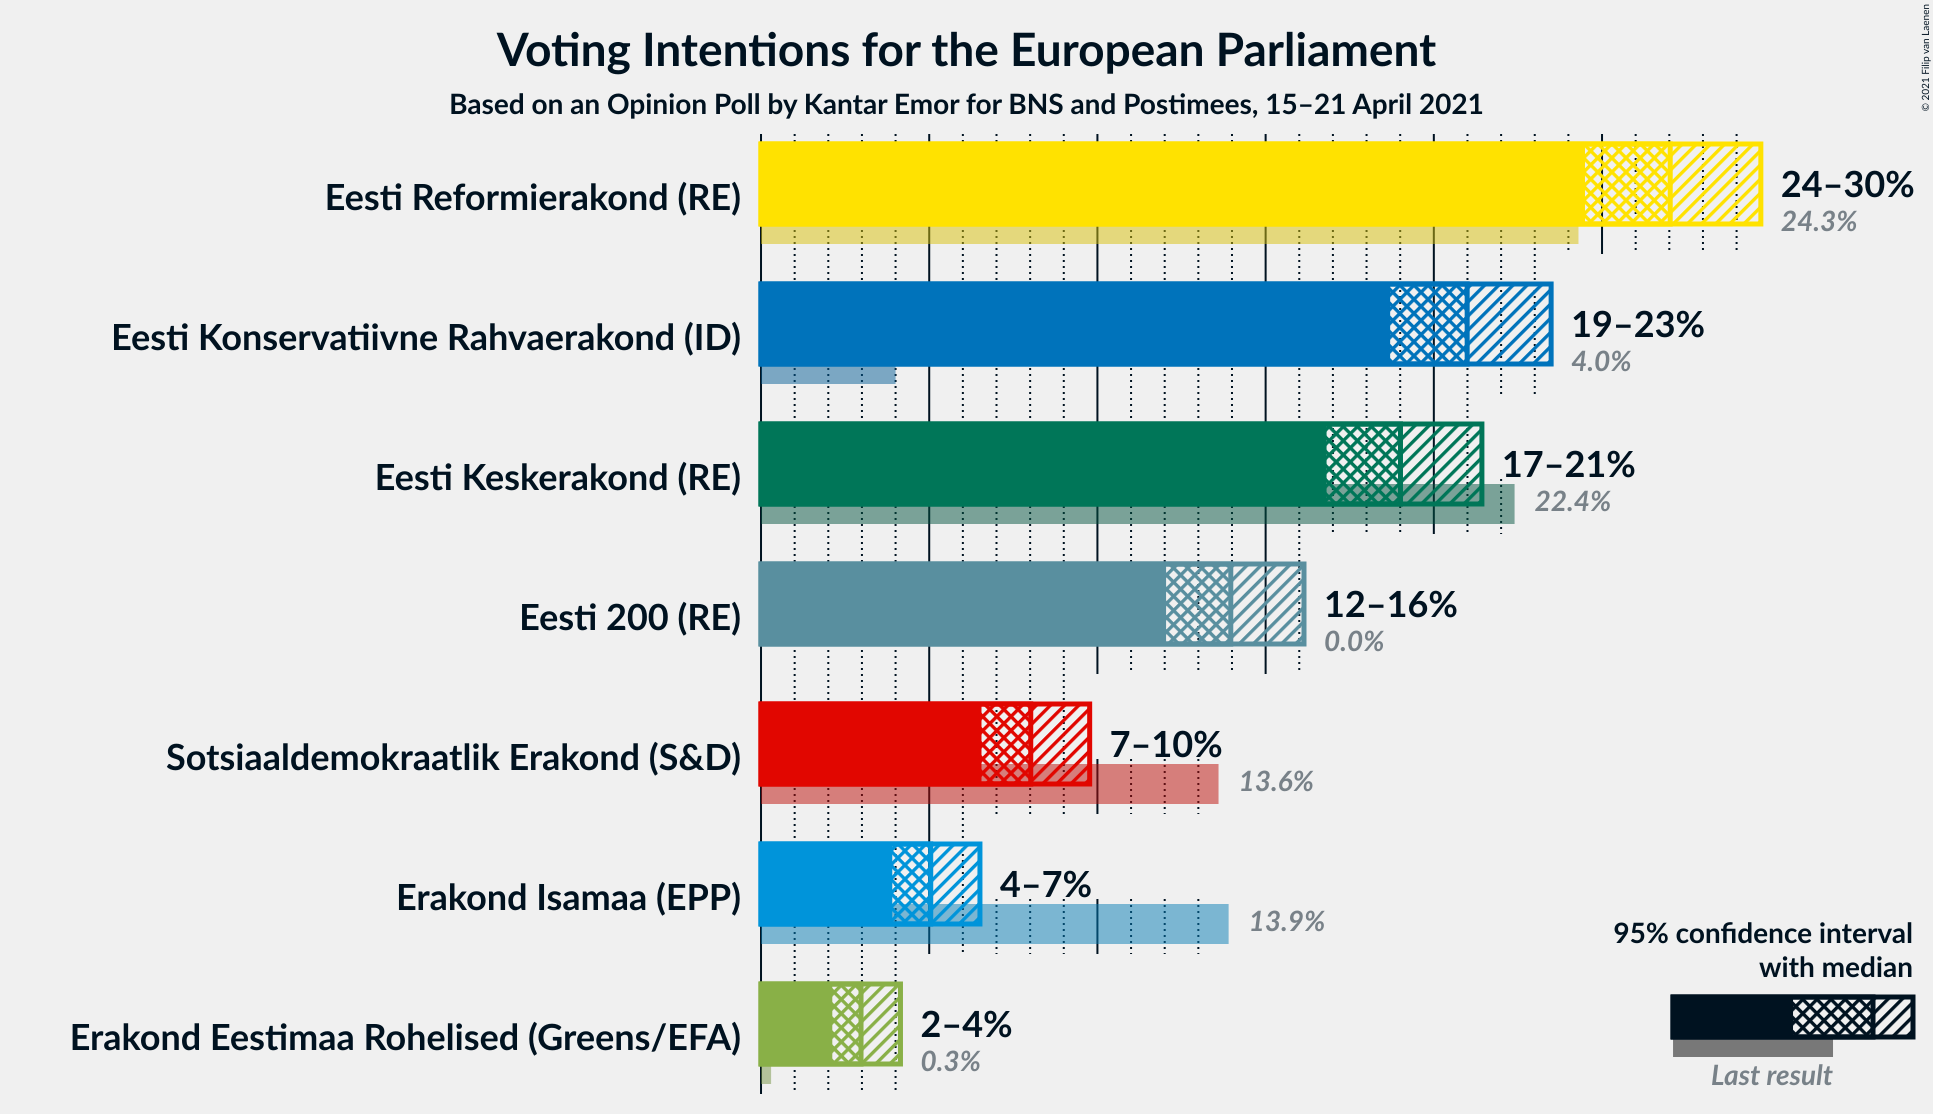 Voting Intentions for the European Parliament
Based on an Opinion Poll by Kantar Emor for BNS and Postimees, 15–21 April 2021
© 2021 Filip van Laenen
Eesti Reformierakond (RE)
24–30%
24.3%
Eesti Konservatiivne Rahvaerakond (ID)
19–23%
4.0%
Eesti Keskerakond (RE)
17–21%
22.4%
Eesti 200 (RE)
12–16%
0.0%
Sotsiaaldemokraatlik Erakond (S&D)
7–10%
13.6%
Erakond Isamaa (EPP)
4–7%
13.9%
Erakond Eestimaa Rohelised (Greens/EFA)
2–4%
0.3%
95% confidence interval
with median
Last result